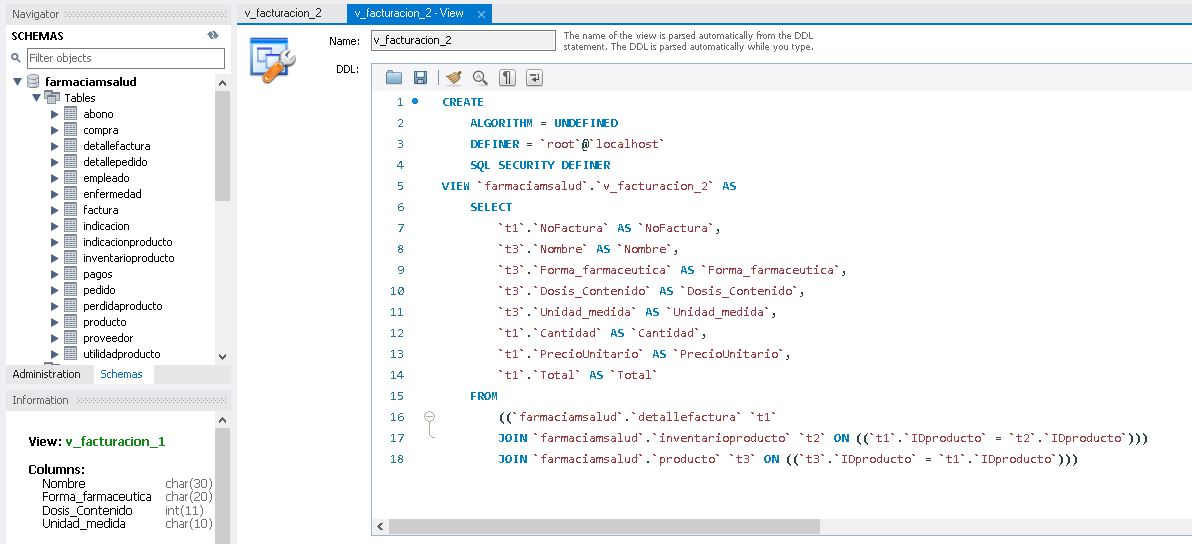 Navigator
SCHEMAS
Filter objects
farmaciamsalud
Tables
abono
compra
detallefactura
detallepedido
empleado
enfermedad
factura
indicacion
indicacionproducto
inventarioproducto
pagos
pedido
perdidaproducto
producto
proveedor
utilidadproducto
Administration Schemas
Information
View: v_facturacion_1
Columns:
Nombre char(30)
Forma_farmaceutica char(20)
Dosis_Contenido int(11)
Unidad_medida char(10)
v_facturacion_2 v_facturacion_2 - View
Name: v_facturacion_2 The name of the view is parsed automatically from the DDL
statement. The DDL is parsed automatically while you type.
DDL:
1 CREATE
2 ALGORITHM = UNDEFINED
3 DEFINER = `root`@`localhost`
4 SQL SECURITY DEFINER
5 VIEW `farmaciamsalud`.`v_facturacion_2` AS
6 SELECT
7 `t1`.`NoFactura` AS `NoFactura`,
8 `t3`.`Nombre` AS `Nombre`,
9 `t3`.`Forma_farmaceutica` AS `Forma_farmaceutica`,
10 `t3`.`Dosis_Contenido` AS `Dosis_Contenido`,
11 `t3`.`Unidad_medida` AS `Unidad_medida`,
12 `t1`.`Cantidad` AS `Cantidad`,
13 `t1`.`PrecioUnitario` AS `PrecioUnitario`,
14 `t1`.`Total` AS `Total`
15 FROM
16 ((`farmaciamsalud`.`detallefactura` `t1`
17 JOIN `farmaciamsalud`.`inventarioproducto` `t2` ON ((`t1`.`IDproducto` = `t2`.`IDproducto`)))
18 JOIN `farmaciamsalud`.`producto` `t3` ON ((`t3`.`IDproducto` = `t1`.`IDproducto`)))